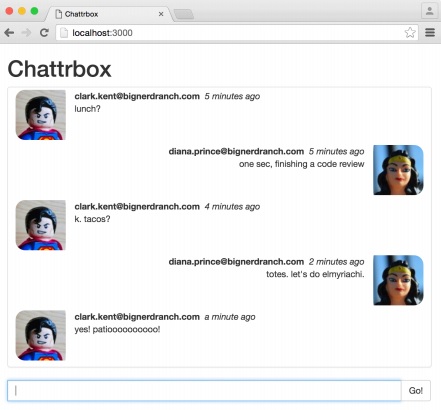 Chattrbox
localhost:3000
Chattrbox
clark.kent@bignerdranch.com 5 minutes ago
lunch?
diana.prince@bignerdranch.com 5 minutes ago
one sec, finishing a code review
clark.kent@bignerdranch.com 4 minutes ago
k. tacos?
diana.prince@bignerdranch.com 2 minutes ago
totes. let's do elmyriachi.
clark.kent@bignerdranch.com a minute ago
yes! patioooooooooo!
Go!